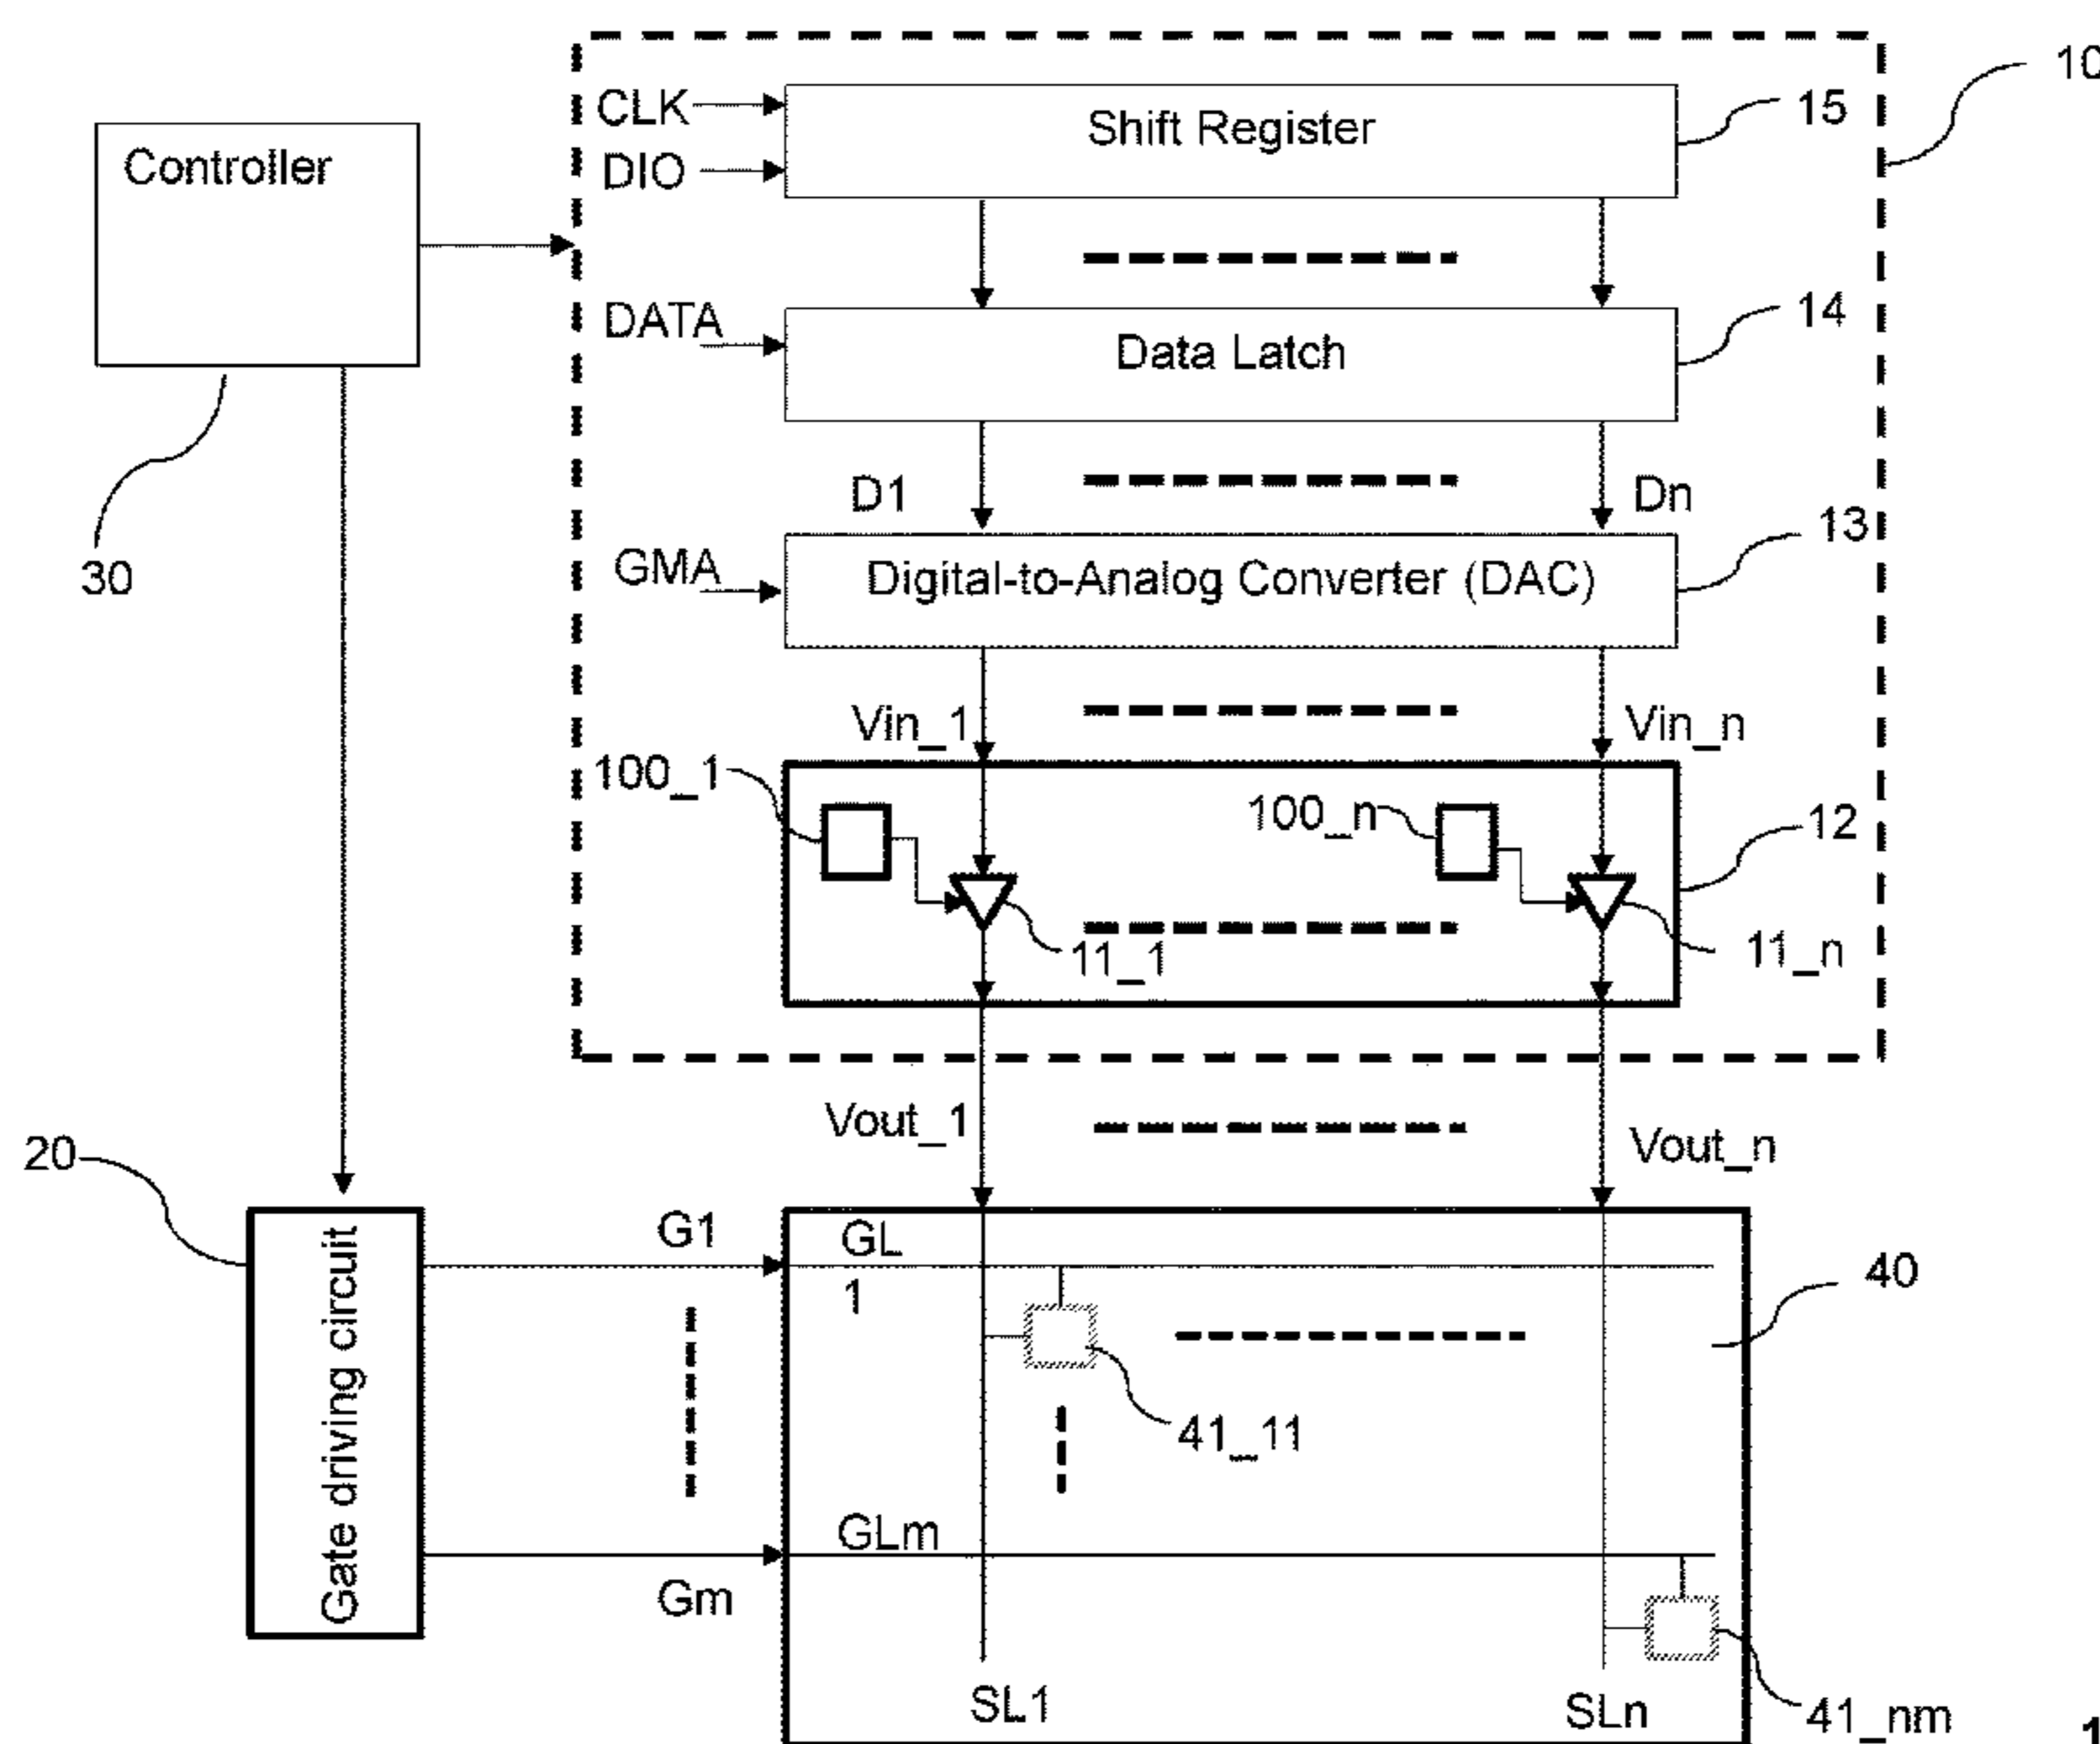 10
CLK
Shift Register
15
Controller
DIO
DATA
Data Latch
14
D1
Dn
30
GMA
Digital-to-Analog Converter (DAC)
13
Vin_1
Vin_n
100_1
100_n
12
11_1
11_n
Vout_1
Vout_n
20
Gate driving circuit
G1
GL
1
40
41_11
GLm
Gm
SL1
SLn
41_nm
1